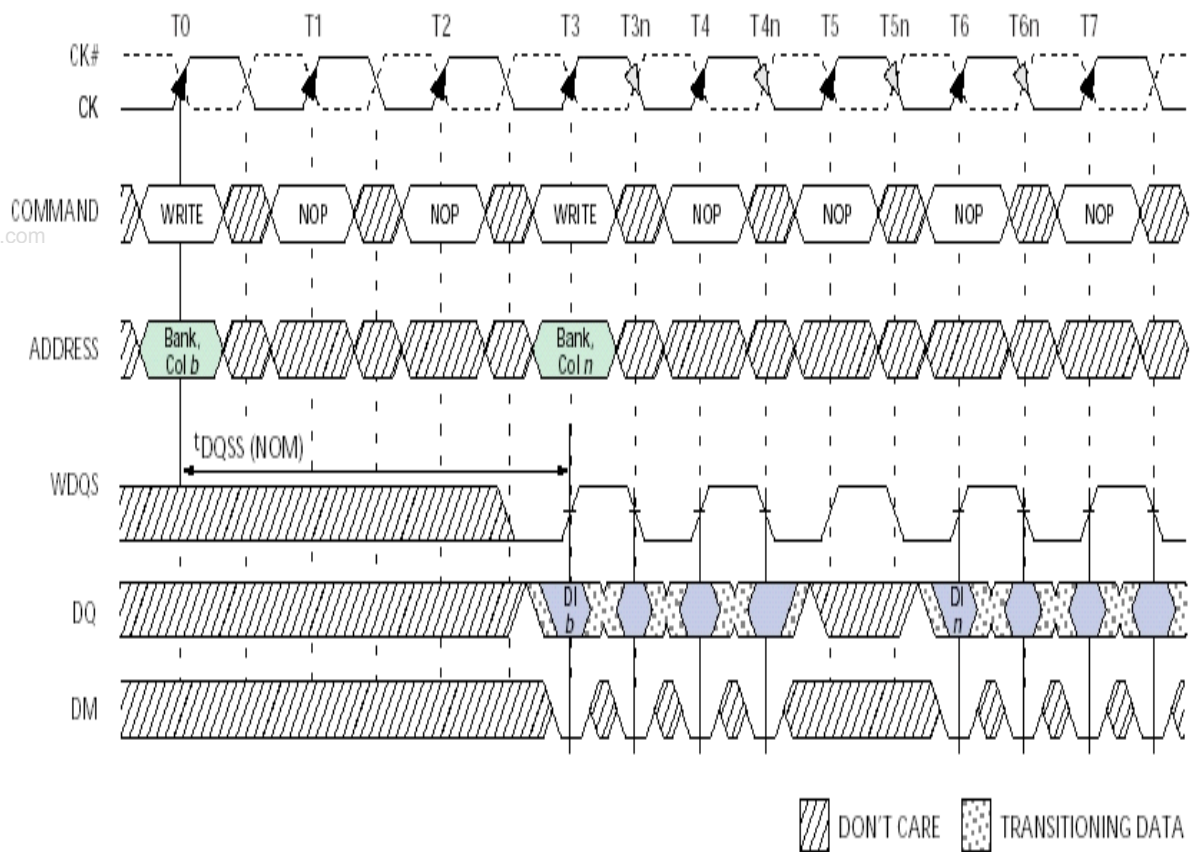 T0 T1 T2 T3 T3n T4 T4n T5 T5n T6 T6n T7
CK#
CK
COMMAND WRITE NOP NOP WRITE NOP NOP NOP NOP
.com
ADDRESS Bank, Col b Bank, Col n
tDQSS (NOM)
WDQS
DQ DI b DI n
DM
DON'T CARE TRANSITIONING DATA